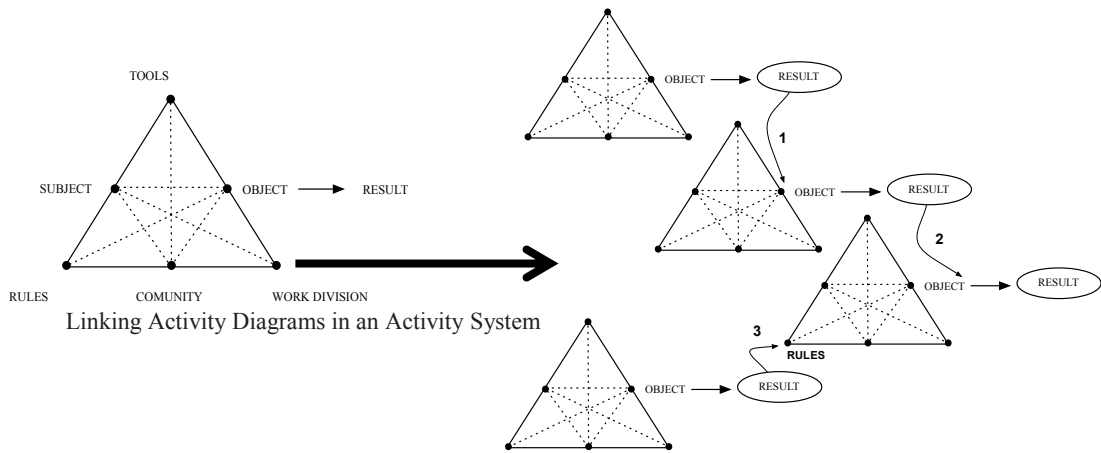 TOOLS
SUBJECT
OBJECT
RESULT
RULES
COMUNITY
WORK DIVISION
Linking Activity Diagrams in an Activity System
OBJECT
RESULT
1
OBJECT
RESULT
2
OBJECT
RESULT
3
RULES
OBJECT
RESULT